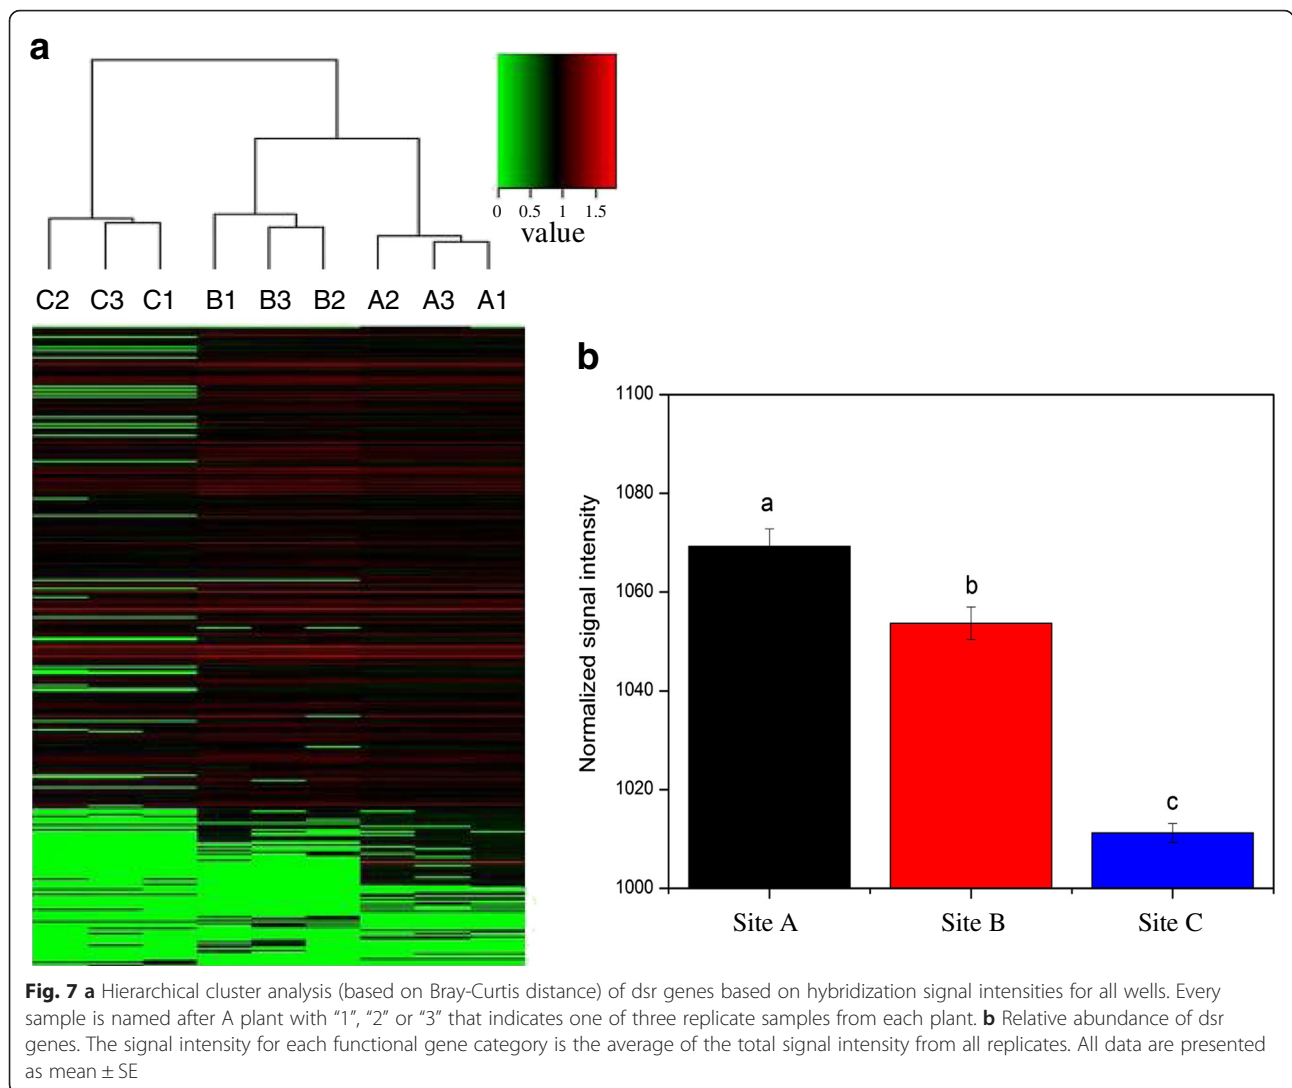 a
0 0.5 1 1.5
value
C2 C3 C1 B1 B3 B2 A2 A3 A1
b
1100
1080
1060
1040
1020
1000
Normalized signal intensity
a
b
c
Site A Site B Site C
Fig. 7 a Hierarchical cluster analysis (based on Bray-Curtis distance) of dsr genes based on hybridization signal intensities for all wells. Every
sample is named after A plant with “1”, “2” or “3” that indicates one of three replicate samples from each plant. b Relative abundance of dsr
genes. The signal intensity for each functional gene category is the average of the total signal intensity from all replicates. All data are presented
as mean ± SE